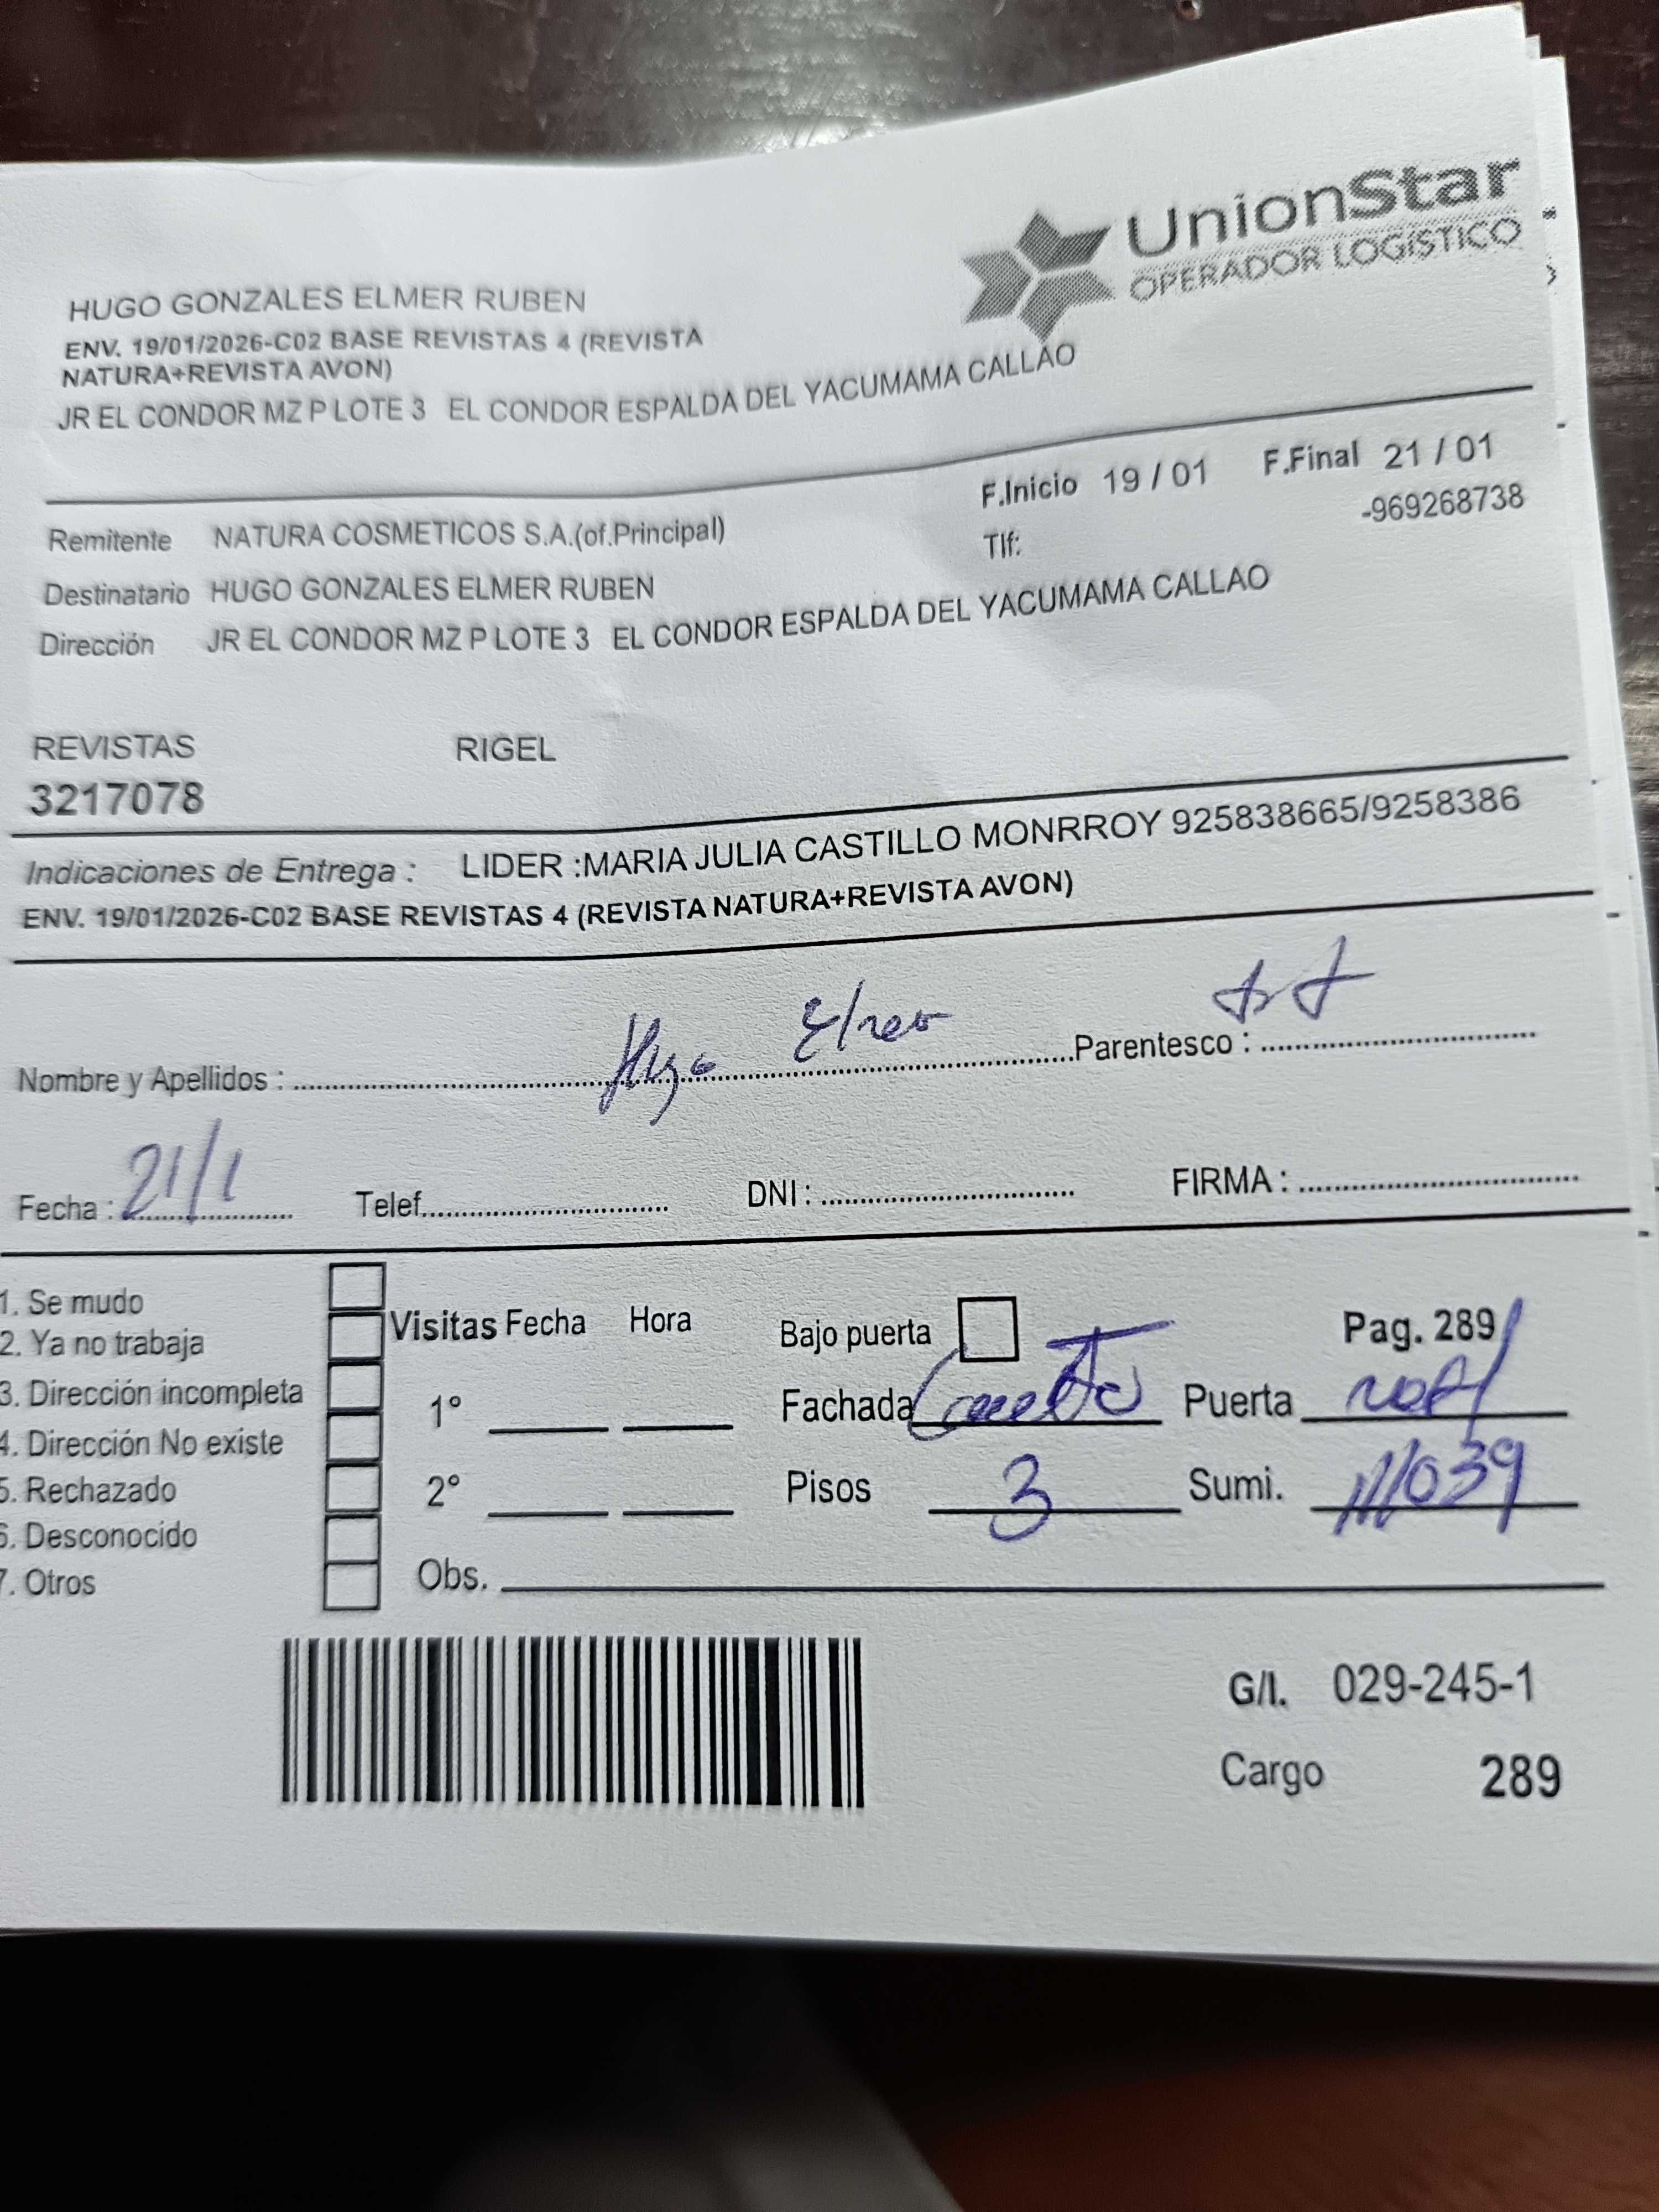 UnionStar
OPERADOR LOGÍSTICO
HUGO GONZALES ELMER RUBEN
ENV. 19/01/2026-C02 BASE REVISTAS 4 (REVISTA
NATURA+REVISTA AVON)
JR EL CONDOR MZ P LOTE 3 EL CONDOR ESPALDA DEL YACUMAMA CALLAO
F.Inicio 19 / 01 F.Final 21 / 01
Remitente NATURA COSMETICOS S.A.(of.Principal) Tlf: -969268738
Destinatario HUGO GONZALES ELMER RUBEN
Dirección JR EL CONDOR MZ P LOTE 3 EL CONDOR ESPALDA DEL YACUMAMA CALLAO
REVISTAS RIGEL
3217078
Indicaciones de Entrega : LIDER :MARIA JULIA CASTILLO MONRROY 925838665/9258386
ENV. 19/01/2026-C02 BASE REVISTAS 4 (REVISTA NATURA+REVISTA AVON)
Nombre y Apellidos : Hugo Elmer Parentesco :
Fecha : 21/1 Telef. DNI : FIRMA :
1. Se mudo
2. Ya no trabaja
3. Dirección incompleta
4. Dirección No existe
5. Rechazado
6. Desconocido
7. Otros
Visitas Fecha Hora
1°
2°
Obs.
Bajo puerta Pag. 289
Fachada Puerta
Pisos 3 Sumi.
G/I. 029-245-1
Cargo 289